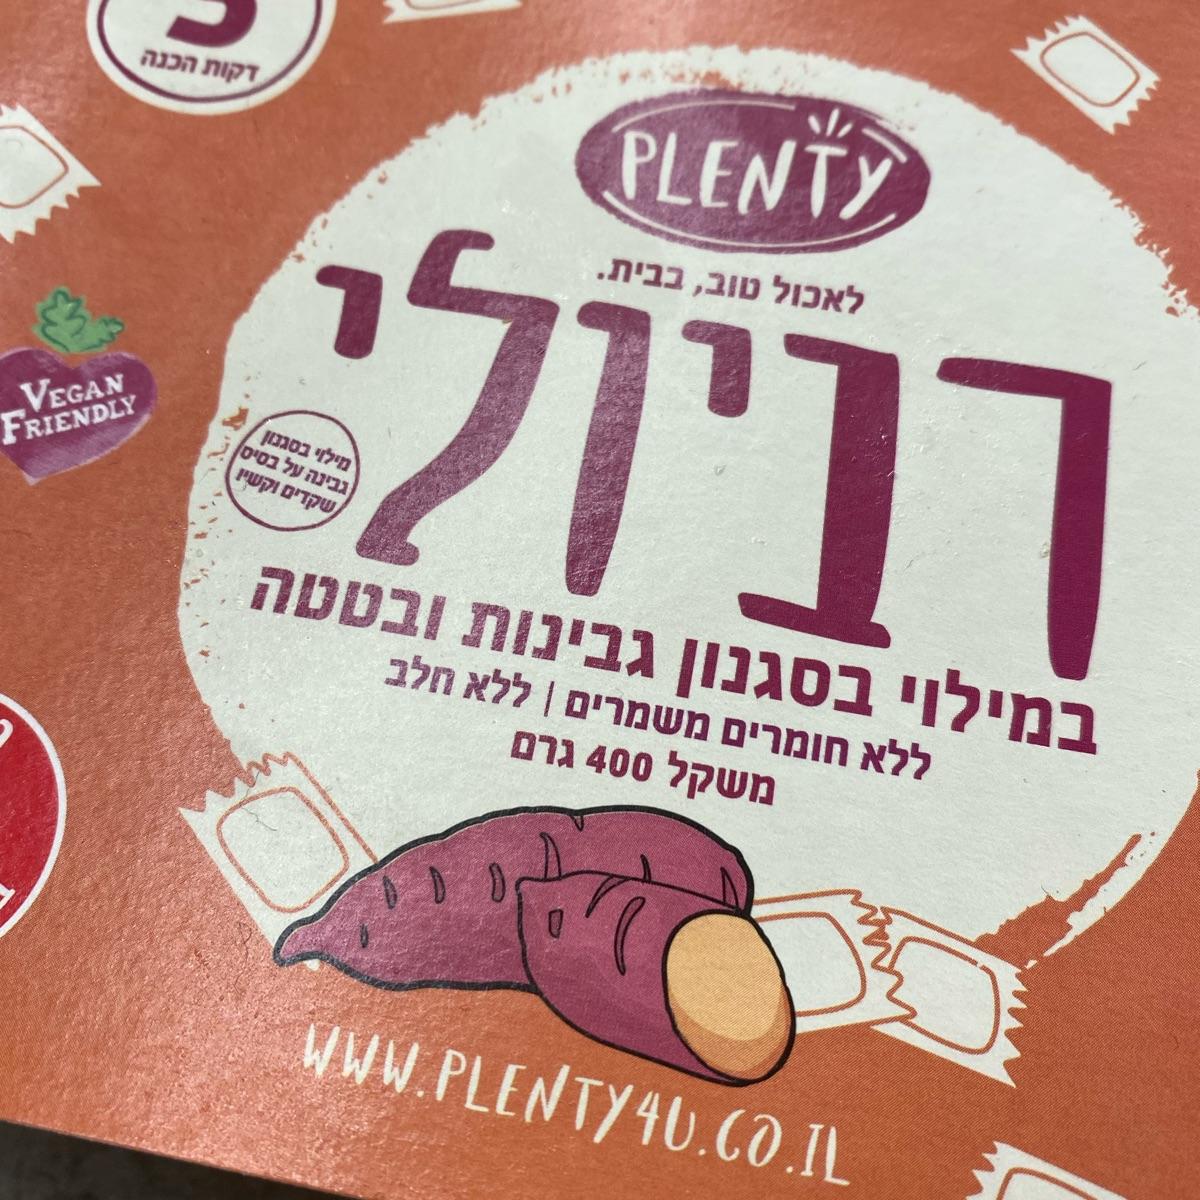 דקות הכנה
PLENTY
לאכול טוב, בבית.
רביולי
VEGAN
FRIENDLY
מילוי בסגנון
גבינה על בסיס
שקדים וקשיו
במילוי בסגנון גבינות ובטטה
ללא חומרים משמרים | ללא חלב
משקל 400 גרם
WWW.PLENTY4U.CO.IL